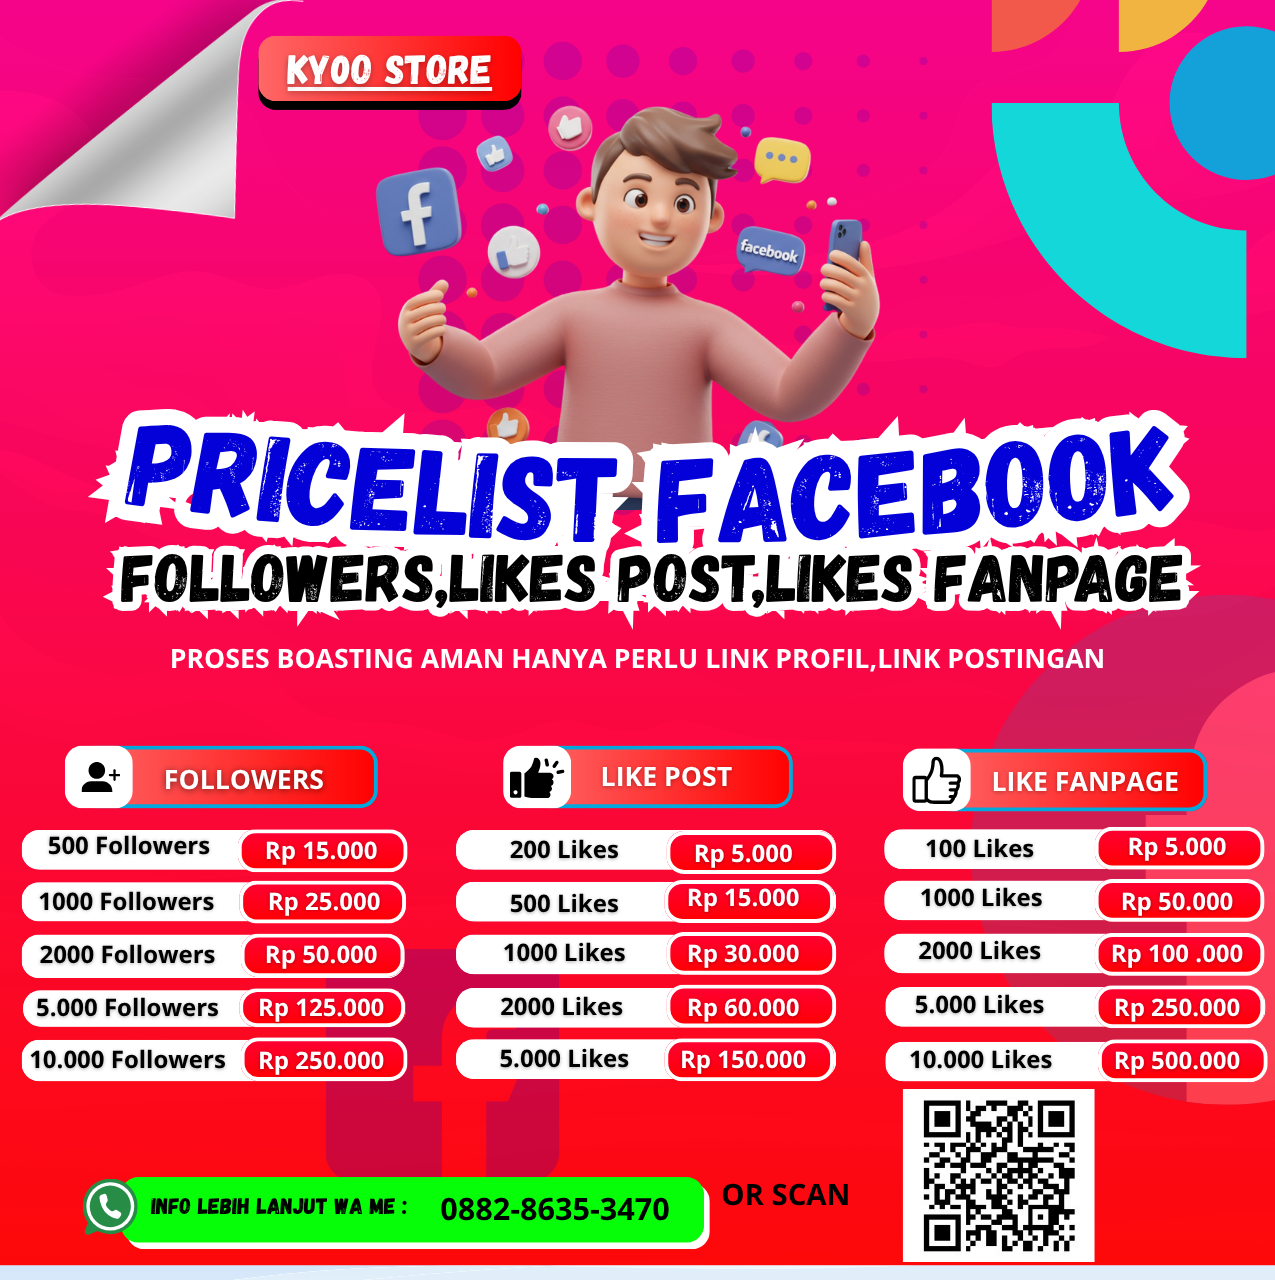 KYOO STORE
f
facebook
PRICELIST FACEBOOK
FOLLOWERS,LIKES POST,LIKES FANPAGE
PROSES BOASTING AMAN HANYA PERLU LINK PROFIL,LINK POSTINGAN
FOLLOWERS
500 Followers Rp 15.000
1000 Followers Rp 25.000
2000 Followers Rp 50.000
5.000 Followers Rp 125.000
10.000 Followers Rp 250.000
LIKE POST
200 Likes Rp 5.000
500 Likes Rp 15.000
1000 Likes Rp 30.000
2000 Likes Rp 60.000
5.000 Likes Rp 150.000
LIKE FANPAGE
100 Likes Rp 5.000
1000 Likes Rp 50.000
2000 Likes Rp 100 .000
5.000 Likes Rp 250.000
10.000 Likes Rp 500.000
INFO LEBIH LANJUT WA ME : 0882-8635-3470
OR SCAN